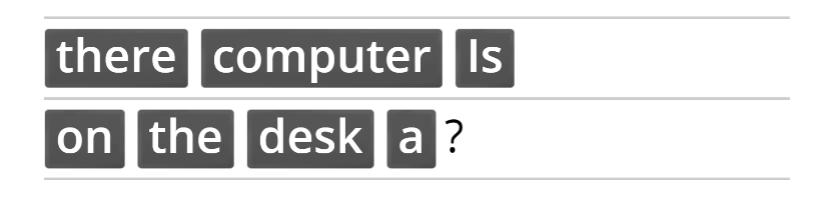 there computer Is
on the desk a ?